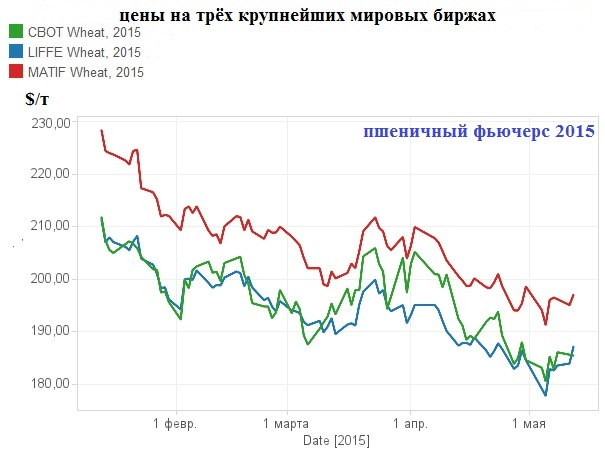 цены на трёх крупнейших мировых биржах
CBOT Wheat, 2015
LIFFE Wheat, 2015
MATIF Wheat, 2015
$/т
пшеничный фьючерс 2015
230,00
220,00
210,00
200,00
190,00
180,00
1 февр.
1 марта
1 апр.
1 мая
Date [2015]